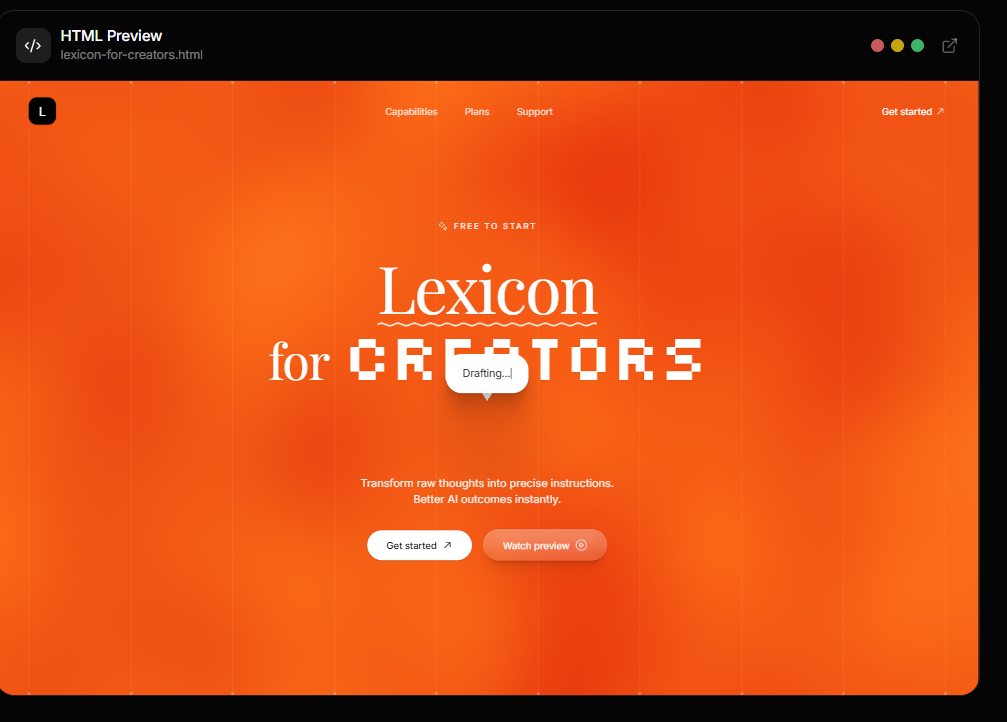 HTML Preview
lexicon-for-creators.html
L
Capabilities
Plans
Support
Get started
FREE TO START
Lexicon
for CREATORS
Drafting...
Transform raw thoughts into precise instructions.
Better AI outcomes instantly.
Get started
Watch preview